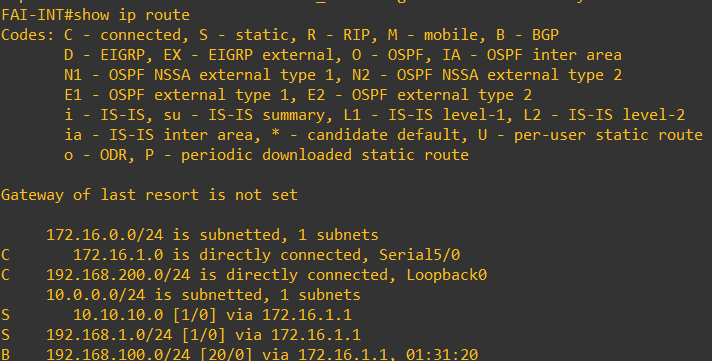 FAI-INT#show ip route
Codes: C - connected, S - static, R - RIP, M - mobile, B - BGP
       D - EIGRP, EX - EIGRP external, O - OSPF, IA - OSPF inter area
       N1 - OSPF NSSA external type 1, N2 - OSPF NSSA external type 2
       E1 - OSPF external type 1, E2 - OSPF external type 2
       i - IS-IS, su - IS-IS summary, L1 - IS-IS level-1, L2 - IS-IS level-2
       ia - IS-IS inter area, * - candidate default, U - per-user static route
       o - ODR, P - periodic downloaded static route

Gateway of last resort is not set

     172.16.0.0/24 is subnetted, 1 subnets
C       172.16.1.0 is directly connected, Serial5/0
C    192.168.200.0/24 is directly connected, Loopback0
     10.0.0.0/24 is subnetted, 1 subnets
S       10.10.10.0 [1/0] via 172.16.1.1
S    192.168.1.0/24 [1/0] via 172.16.1.1
B    192.168.100.0/24 [20/0] via 172.16.1.1, 01:31:20